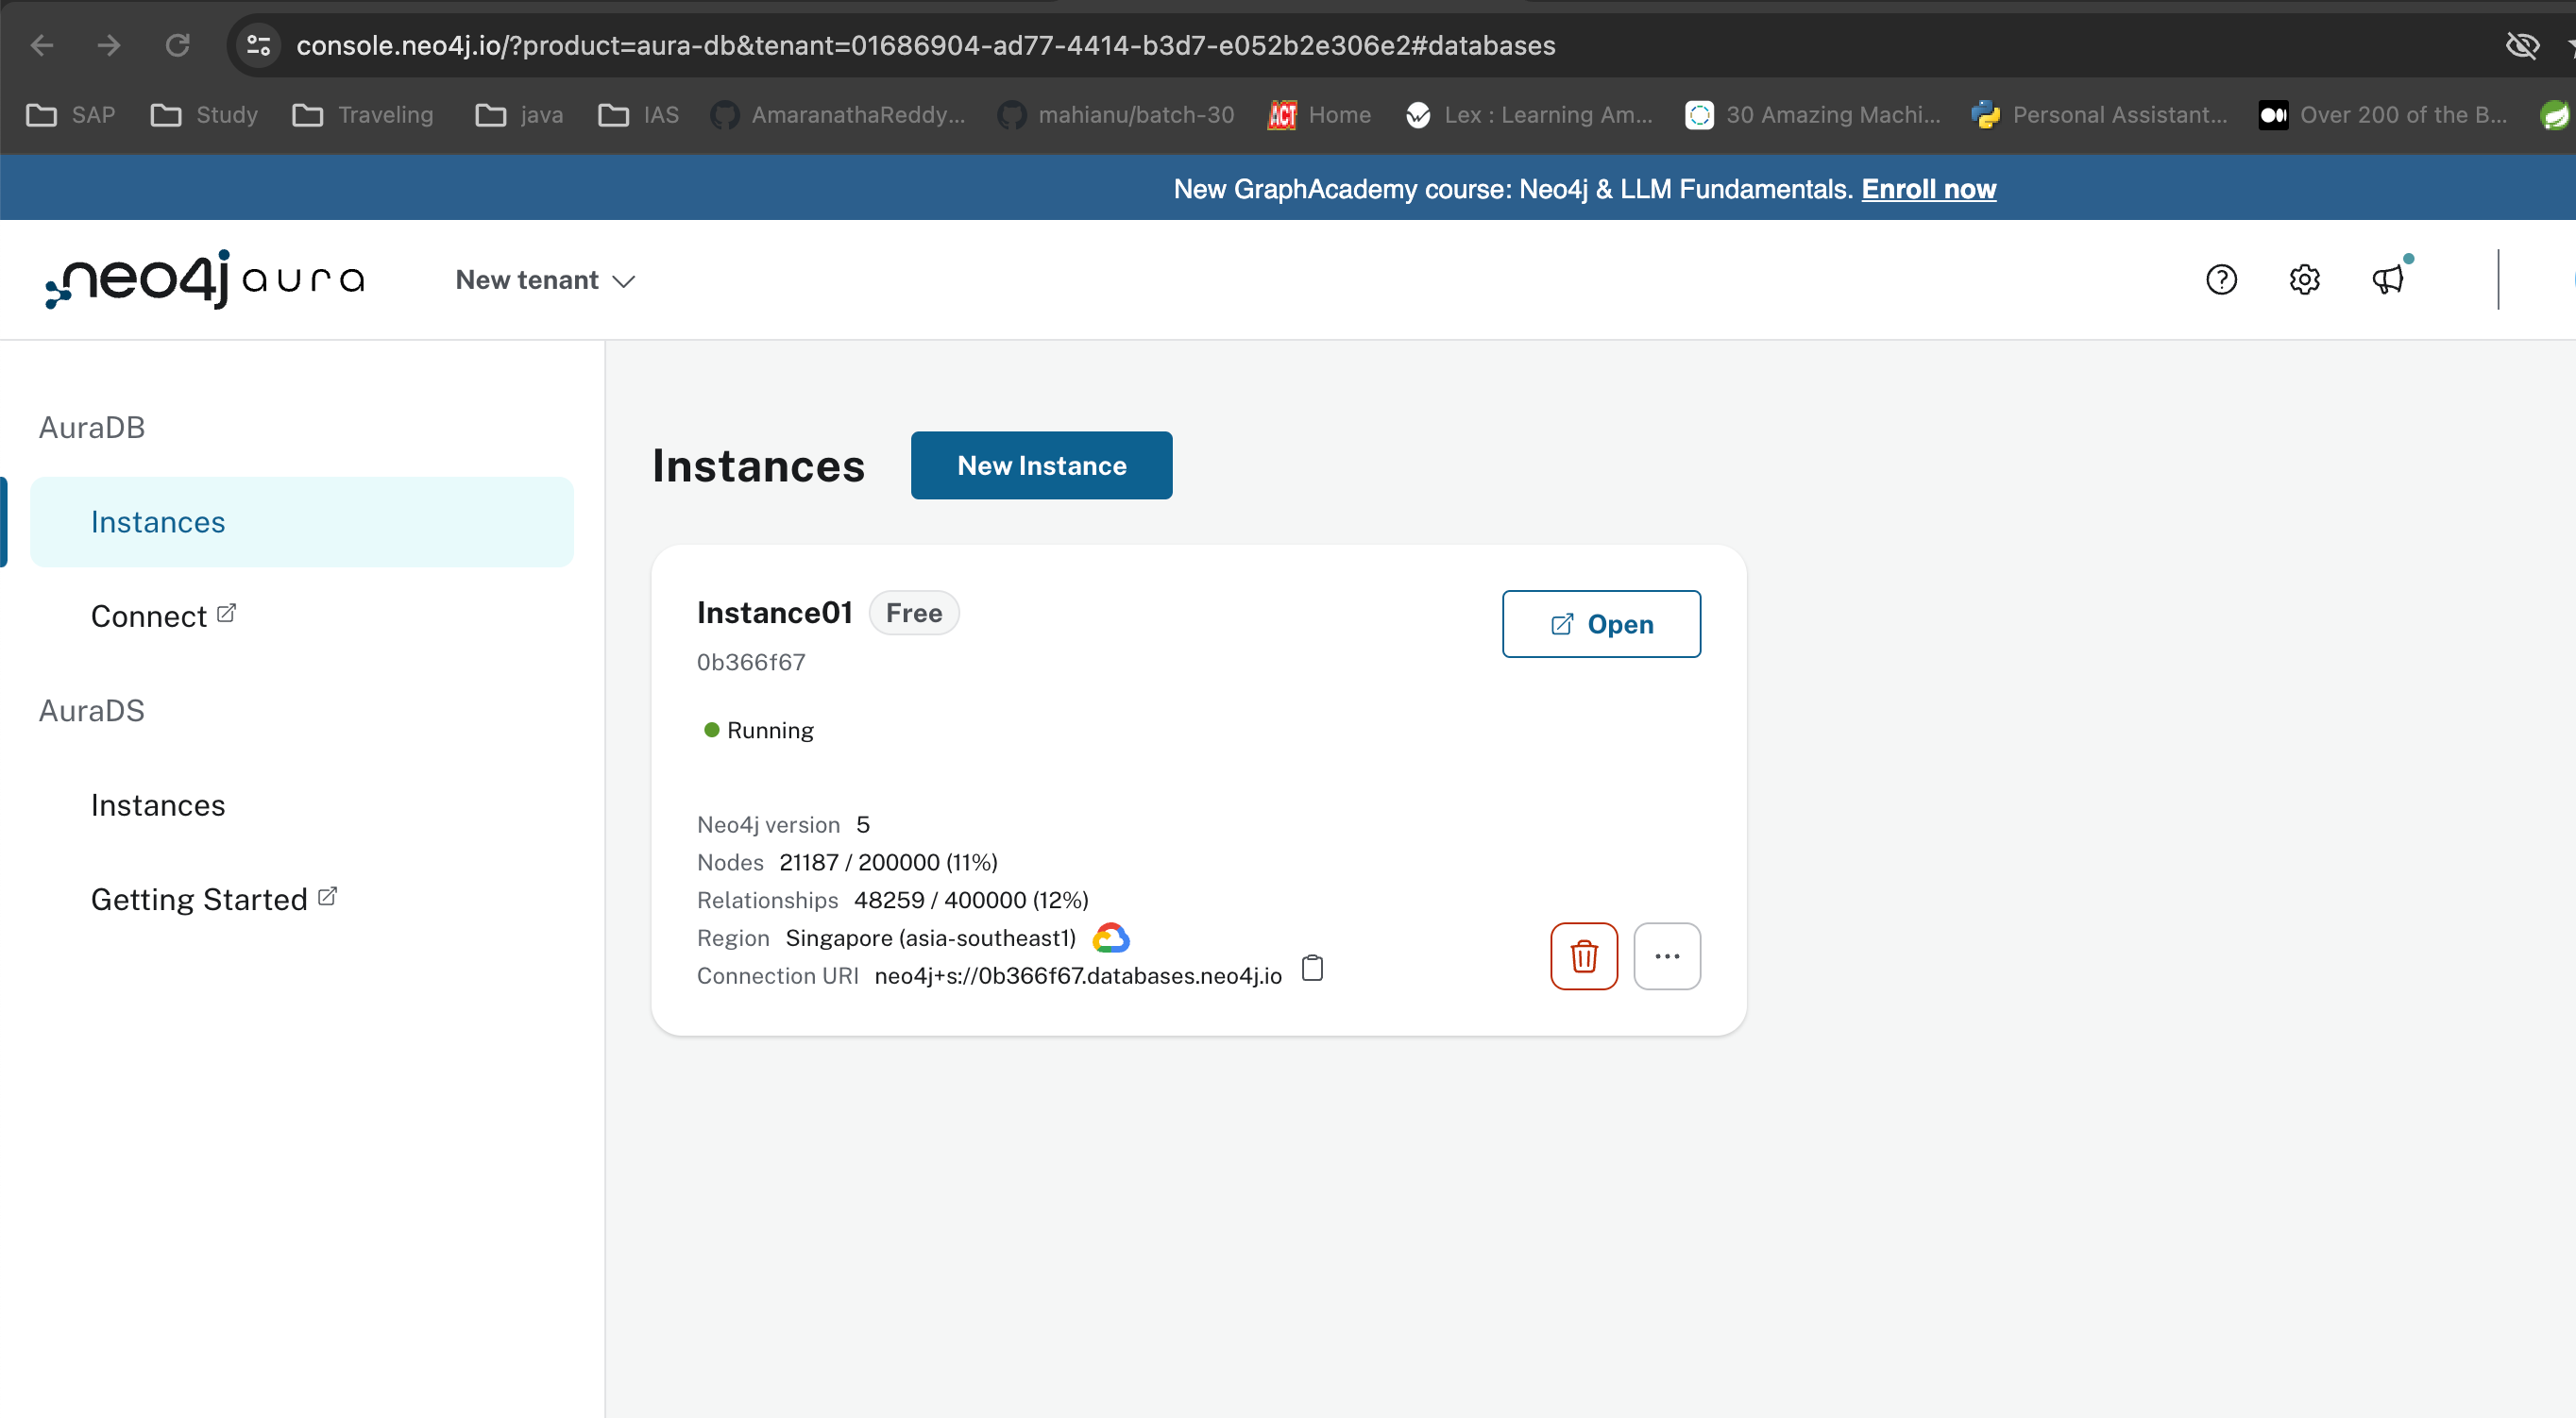 console.neo4j.io/?product=aura-db&tenant=01686904-ad77-4414-b3d7-e052b2e306e2#databases
SAP Study Traveling java IAS AmaranathaReddy... mahianu/batch-30 ACT Home Lex : Learning Am... 30 Amazing Machi... Personal Assistant... Over 200 of the B...
New GraphAcademy course: Neo4j & LLM Fundamentals. Enroll now
neo4j aura New tenant
AuraDB
Instances
Connect
AuraDS
Instances
Getting Started
Instances New Instance
Instance01 Free Open
0b366f67
Running
Neo4j version 5
Nodes 21187 / 200000 (11%)
Relationships 48259 / 400000 (12%)
Region Singapore (asia-southeast1)
Connection URI neo4j+s://0b366f67.databases.neo4j.io